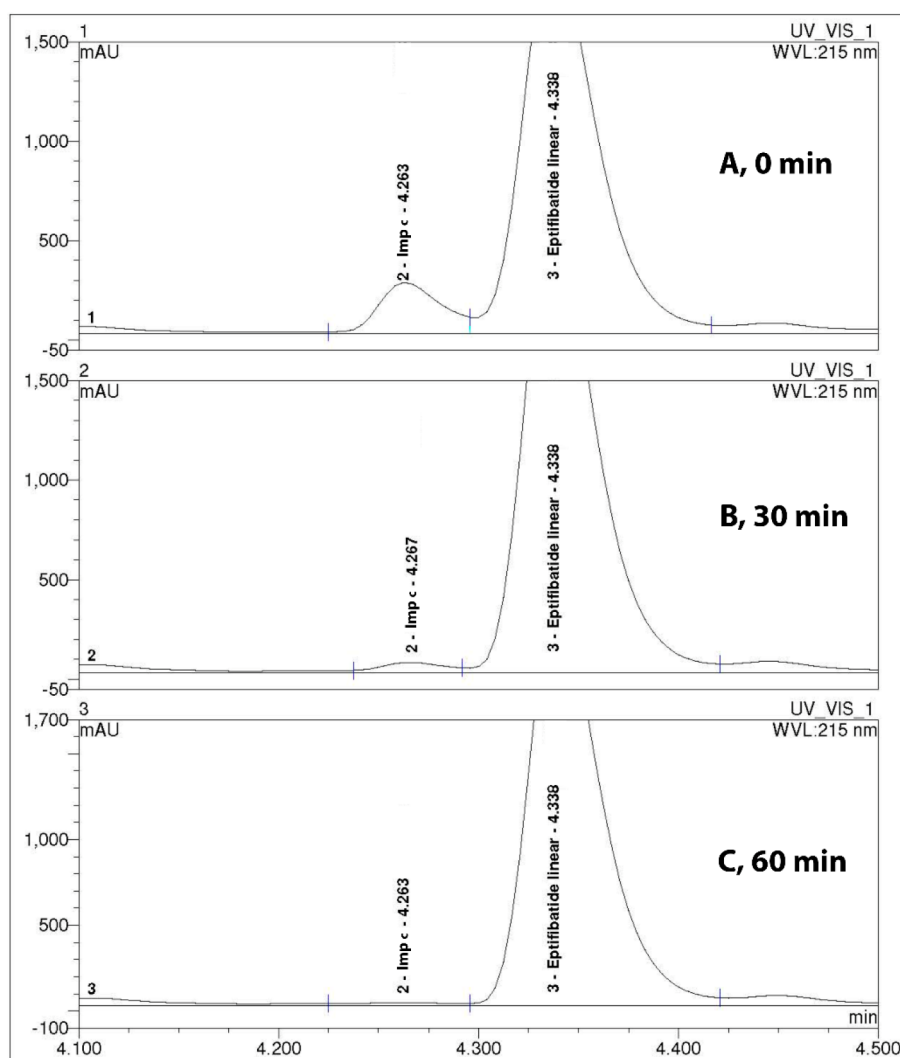 1
UV_VIS_1
1,500
mAU
WVL:215 nm
1,000
500
-50
2 - Imp c - 4.263
3 - Eptifibatide linear - 4.338
A, 0 min
1
2
UV_VIS_1
1,500
mAU
WVL:215 nm
1,000
500
-50
2 - Imp c - 4.267
3 - Eptifibatide linear - 4.338
B, 30 min
2
3
UV_VIS_1
1,700
mAU
WVL:215 nm
1,000
500
-100
2 - Imp c - 4.263
3 - Eptifibatide linear - 4.338
C, 60 min
3
min
4.100 4.200 4.300 4.400 4.500